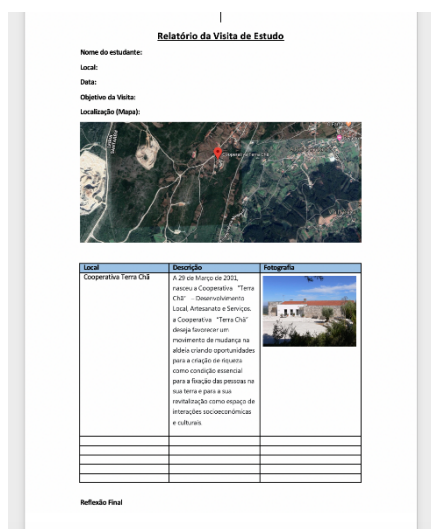 Relatório da Visita de Estudo
Nome do estudante:
Local:
Data:
Objetivo da Visita:
Localização (Mapa):
Local Descrição Fotografia
Cooperativa Terra Chã A 29 de Março de 2001,
nasceu a Cooperativa "Terra
Chã" – Desenvolvimento
Local, Artesanato e Serviços.
a Cooperativa "Terra Chã"
deseja favorecer um
movimento de mudança na
aldeia criando oportunidades
para a criação de riqueza
como condição essencial
para a fixação das pessoas na
sua terra e para a sua
revitalização como espaço de
interações socioeconómicas
e culturais.
Reflexão Final